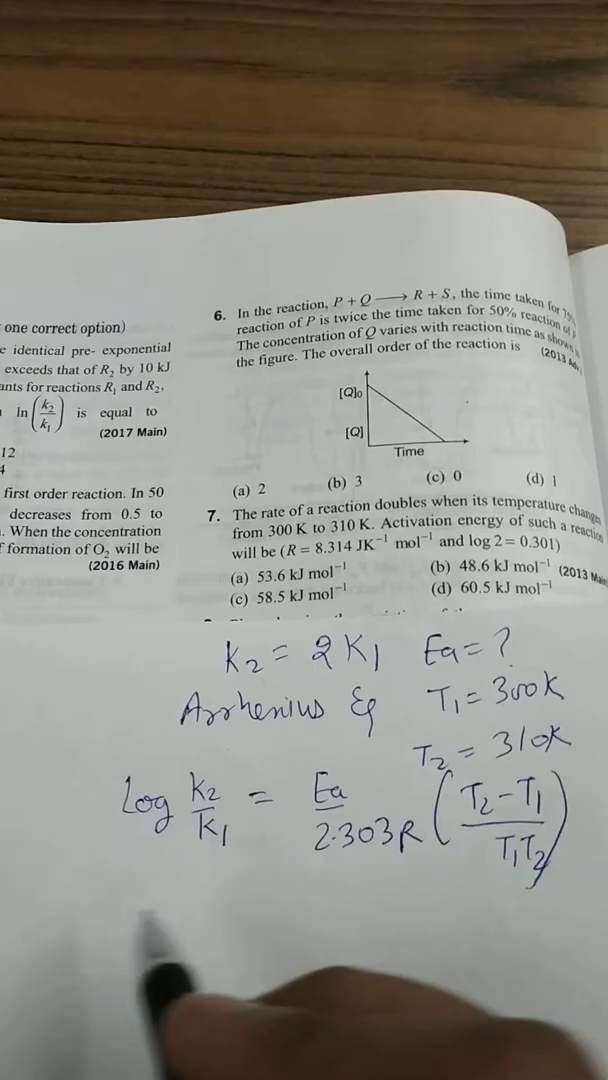 one correct option)
e identical pre- exponential
exceeds that of R₂ by 10 kJ
ants for reactions R₁ and R₂,
ln(k₂/k₁) is equal to
(2017 Main)
12
4
first order reaction. In 50
decreases from 0.5 to
. When the concentration
f formation of O₂ will be
(2016 Main)
6. In the reaction, P + Q ⟶ R + S, the time taken for 75%
reaction of P is twice the time taken for 50% reaction of
The concentration of Q varies with reaction time as shown
the figure. The overall order of the reaction is (2013 Adv
[Q]₀
[Q]
Time
(a) 2 (b) 3 (c) 0 (d) 1
7. The rate of a reaction doubles when its temperature changes
from 300 K to 310 K. Activation energy of such a reaction
will be (R = 8.314 JK⁻¹ mol⁻¹ and log 2 = 0.301)
(2013 Main
(a) 53.6 kJ mol⁻¹ (b) 48.6 kJ mol⁻¹
(c) 58.5 kJ mol⁻¹ (d) 60.5 kJ mol⁻¹
K₂ = 2K₁ Ea = ?
Arrhenius Eq T₁ = 300K
T₂ = 310K
Log K₂/K₁ = Ea/2.303R (T₂-T₁/T₁T₂)